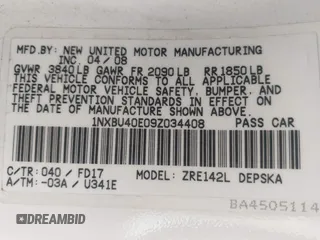 MFD.BY: NEW UNITED MOTOR MANUFACTURING
INC. 04/08
GVWR 3840LB GAWR FR 2090LB RR1850LB
THIS VEHICLE CONFORMS TO ALL APPLICABLE
FEDERAL MOTOR VEHICLE SAFETY, BUMPER, AND
THEFT PREVENTION STANDARDS IN EFFECT ON
THE DATE OF MANUFACTURE SHOWN ABOVE.
1NXBU40E09Z034408 PASS CAR
C/TR: 040 / FD17 MODEL: ZRE142L DEPSKA
A/TM: -03A / U341E
BA4505114
DREAMBID